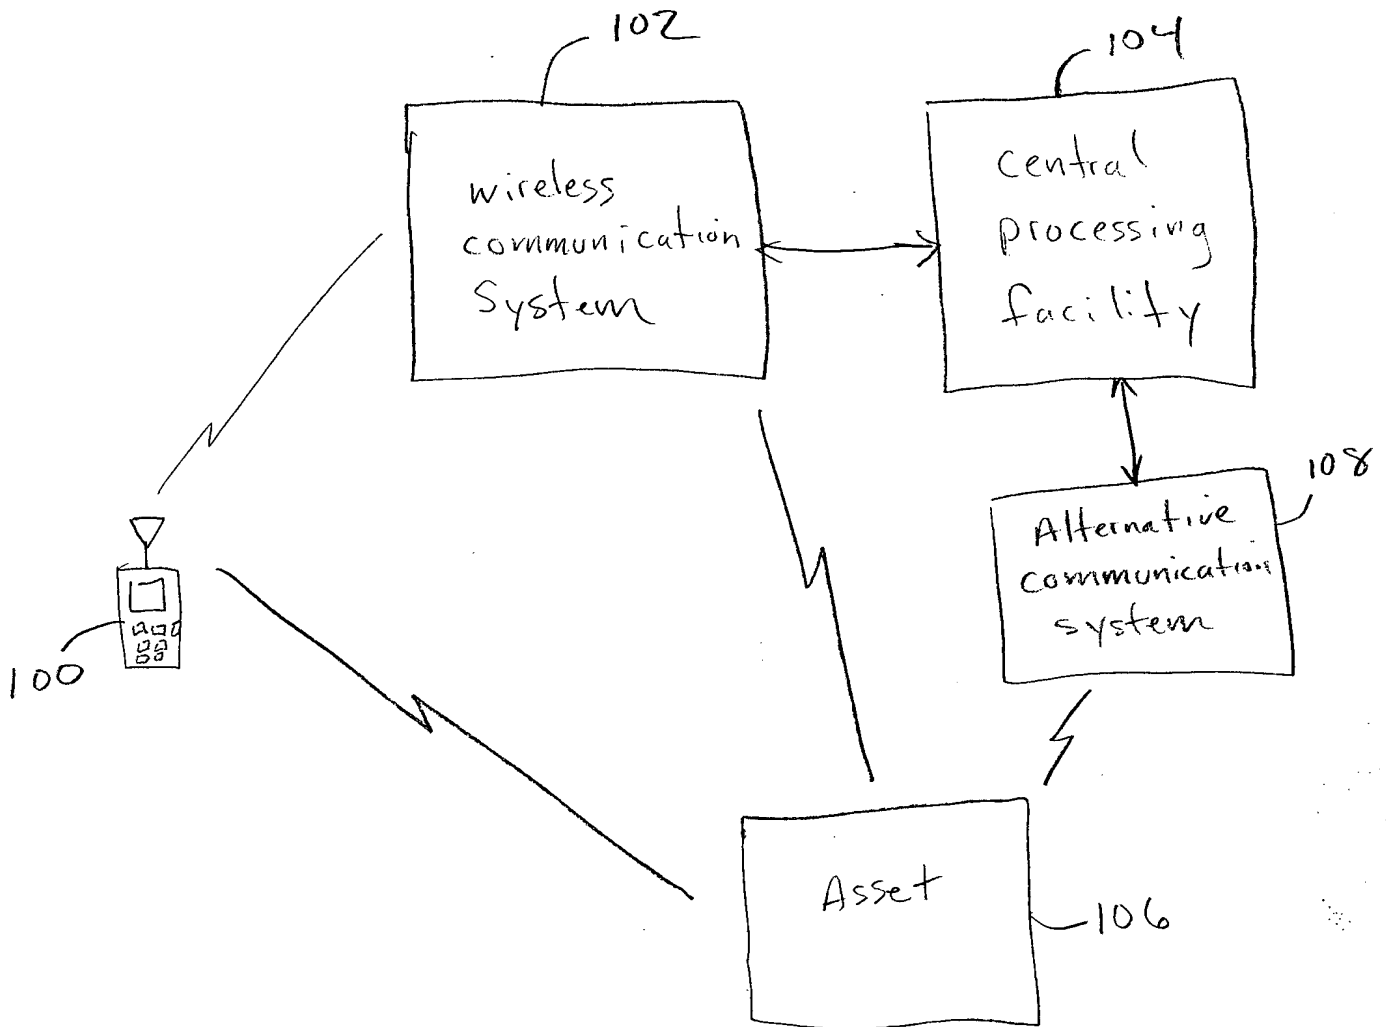 102
104
wireless
communication
System
central
processing
facility
108
Alternative
communication
system
100
Asset
106